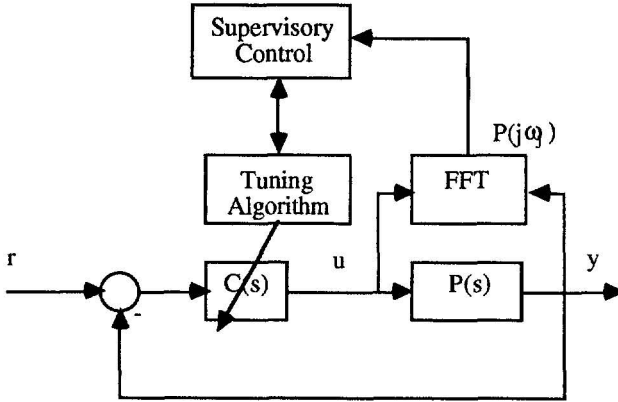 Supervisory
Control
P(jω)
Tuning
Algorithm
FFT
r
C(s)
u
P(s)
y
-